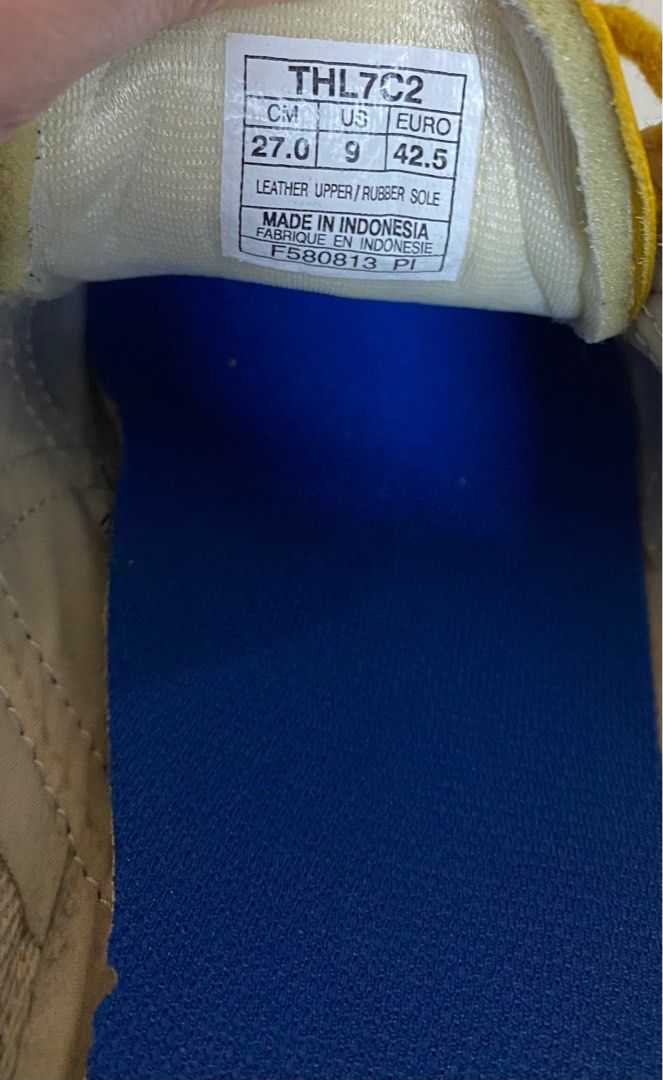 THL7C2
CM US EURO
27.0 9 42.5
LEATHER UPPER/RUBBER SOLE
MADE IN INDONESIA
FABRIQUE EN INDONESIE
F580813 PI